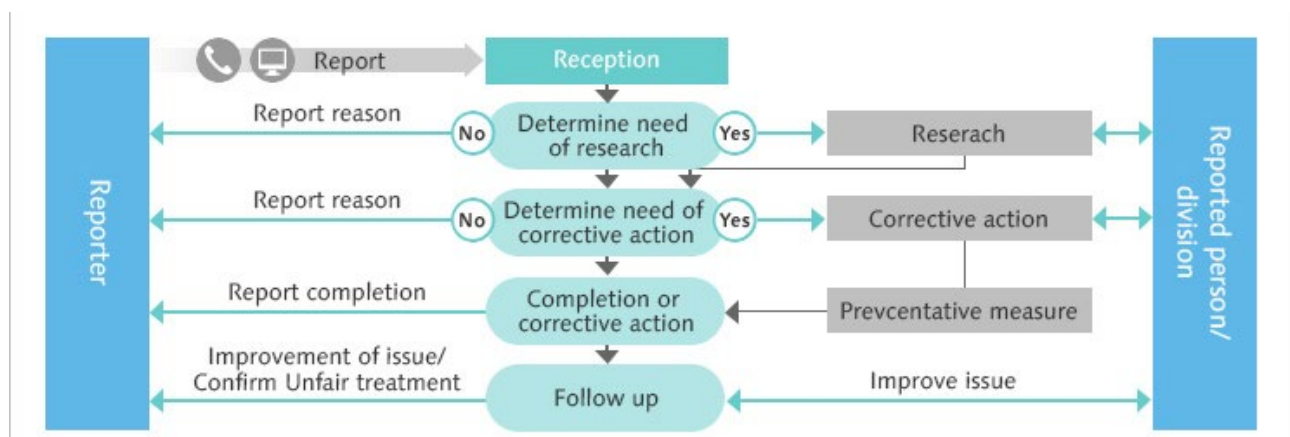 Report
Reception
Report reason
No
Determine need
of research
Yes
Reserach
Report reason
No
Determine need of
corrective action
Yes
Corrective action
Report completion
Completion or
corrective action
Prevcentative measure
Improvement of issue/
Confirm Unfair treatment
Follow up
Improve issue
Reporter
Reported person/
division